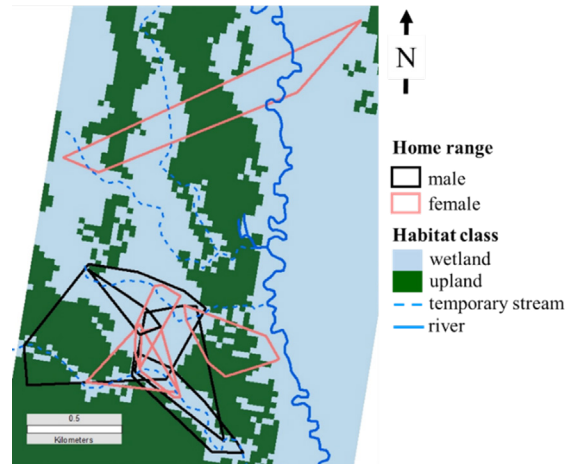 N
Home range
male
female
Habitat class
wetland
upland
temporary stream
river
0.5
Kilometers